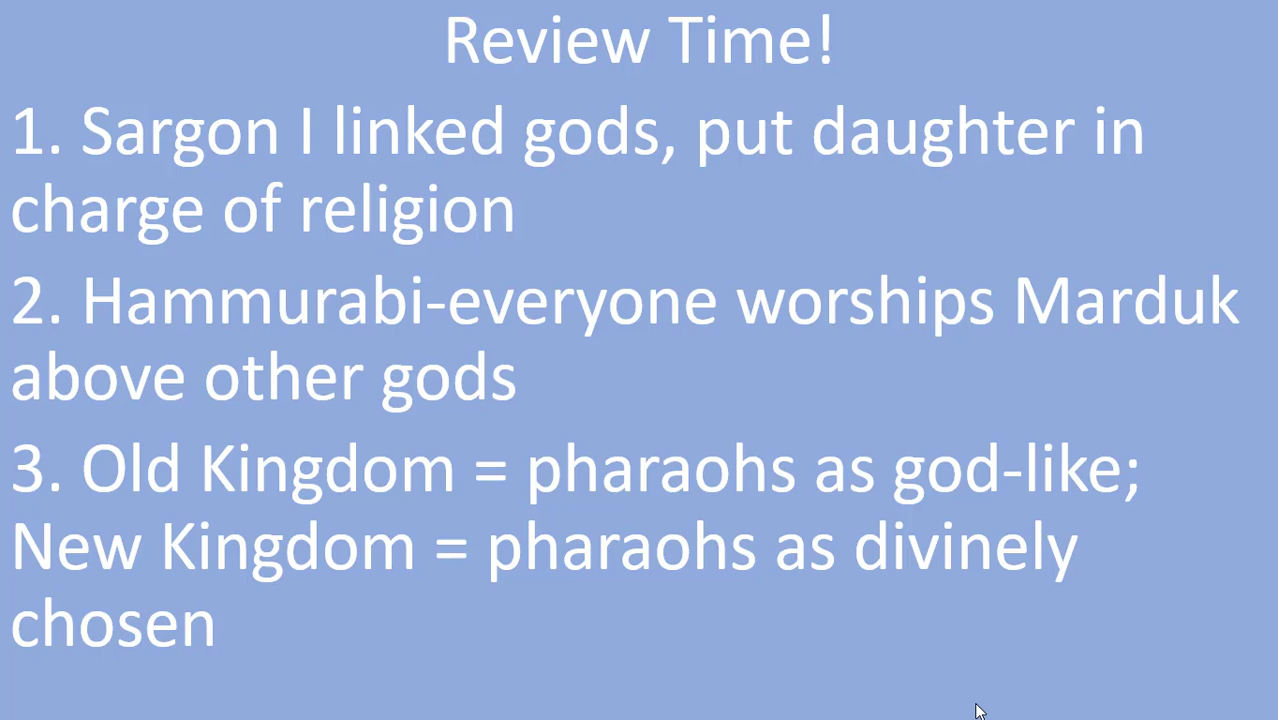 Review Time!
1. Sargon I linked gods, put daughter in
charge of religion
2. Hammurabi-everyone worships Marduk
above other gods
3. Old Kingdom = pharaohs as god-like;
New Kingdom = pharaohs as divinely
chosen